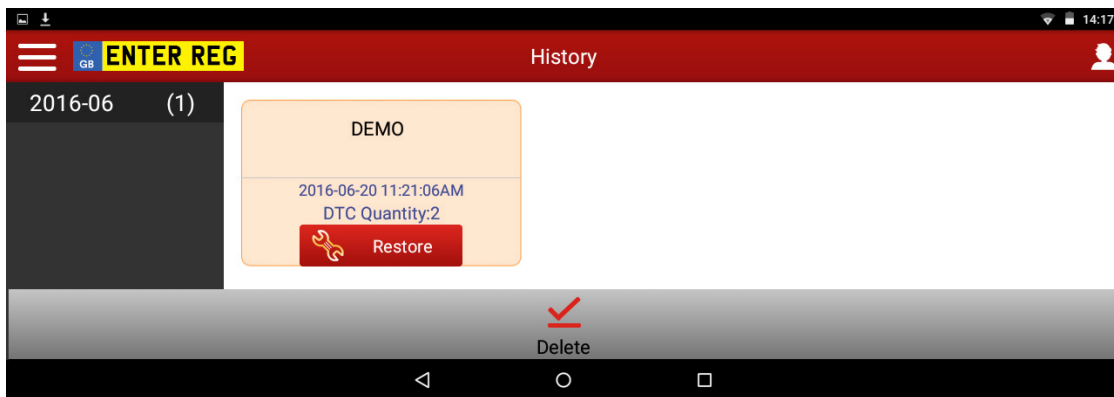 14:17
GB ENTER REG
History
2016-06 (1)
DEMO
2016-06-20 11:21:06AM
DTC Quantity:2
Restore
Delete